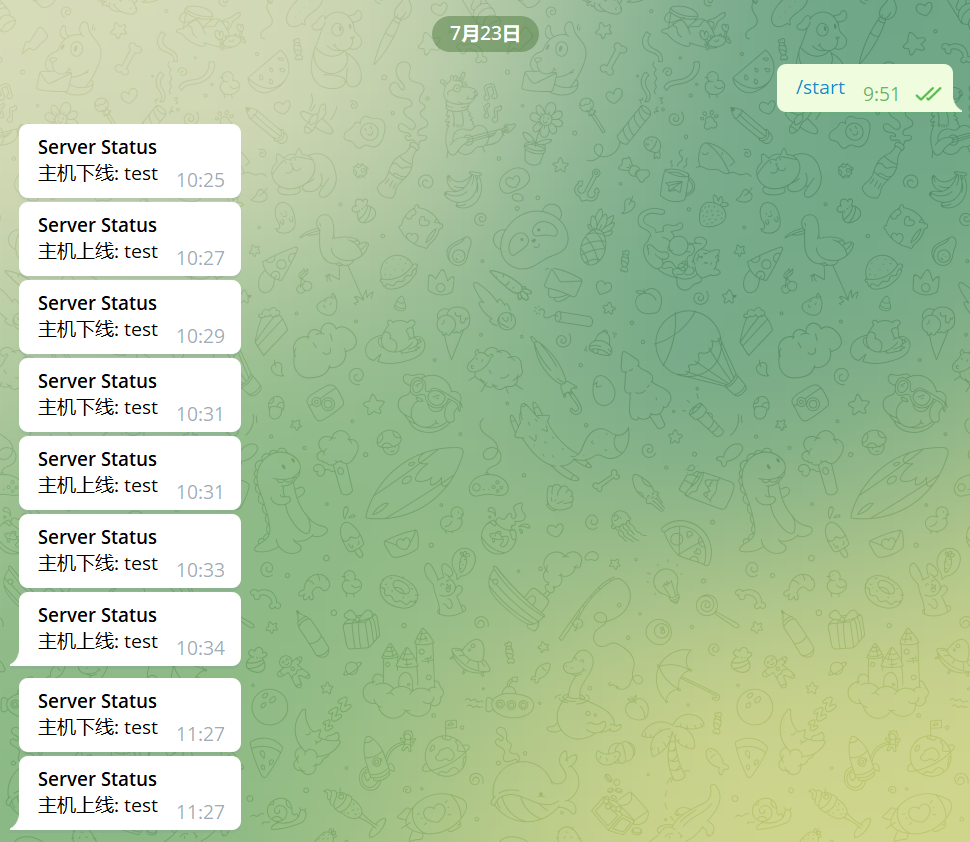 7月23日
/start 9:51
Server Status
主机下线: test 10:25
Server Status
主机上线: test 10:27
Server Status
主机下线: test 10:29
Server Status
主机下线: test 10:31
Server Status
主机上线: test 10:31
Server Status
主机下线: test 10:33
Server Status
主机上线: test 10:34
Server Status
主机下线: test 11:27
Server Status
主机上线: test 11:27